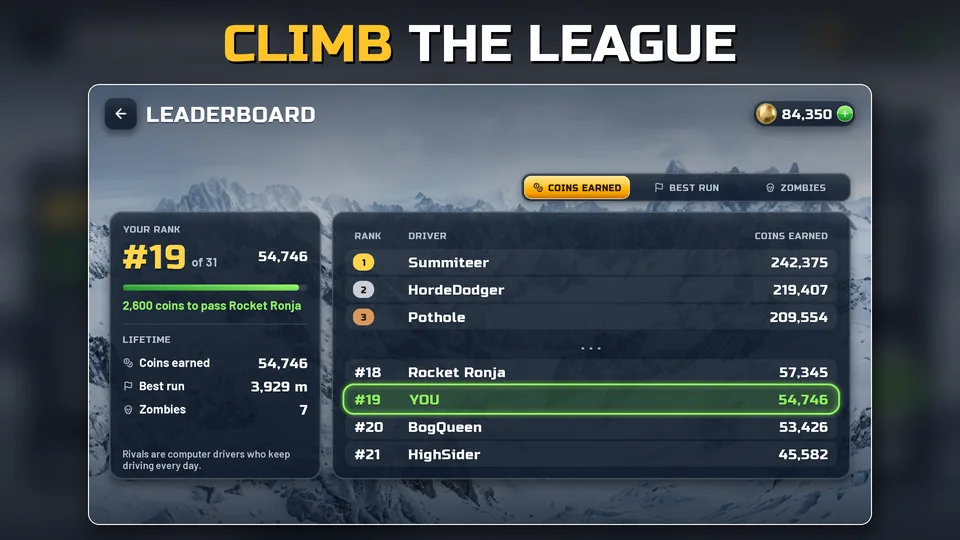 CLIMB THE LEAGUE
LEADERBOARD
84,350
COINS EARNED
BEST RUN
ZOMBIES
YOUR RANK
#19 of 31
54,746
2,600 coins to pass Rocket Ronja
LIFETIME
Coins earned 54,746
Best run 3,929 m
Zombies 7
Rivals are computer drivers who keep
driving every day.
RANK DRIVER COINS EARNED
1 Summiteer 242,375
2 HordeDodger 219,407
3 Pothole 209,554
...
#18 Rocket Ronja 57,345
#19 YOU 54,746
#20 BogQueen 53,426
#21 HighSider 45,582